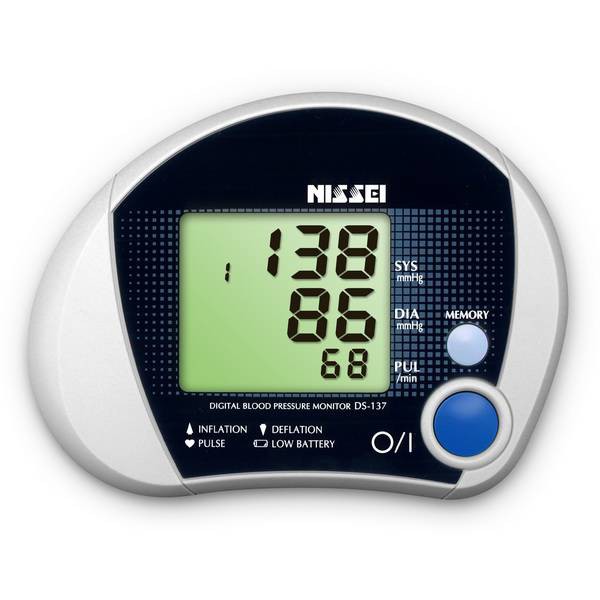 NISSEI
138
SYS
mmHg
1
86
DIA
mmHg
MEMORY
68
PUL
/min
DIGITAL BLOOD PRESSURE MONITOR DS-137
INFLATION DEFLATION
PULSE LOW BATTERY
O/I